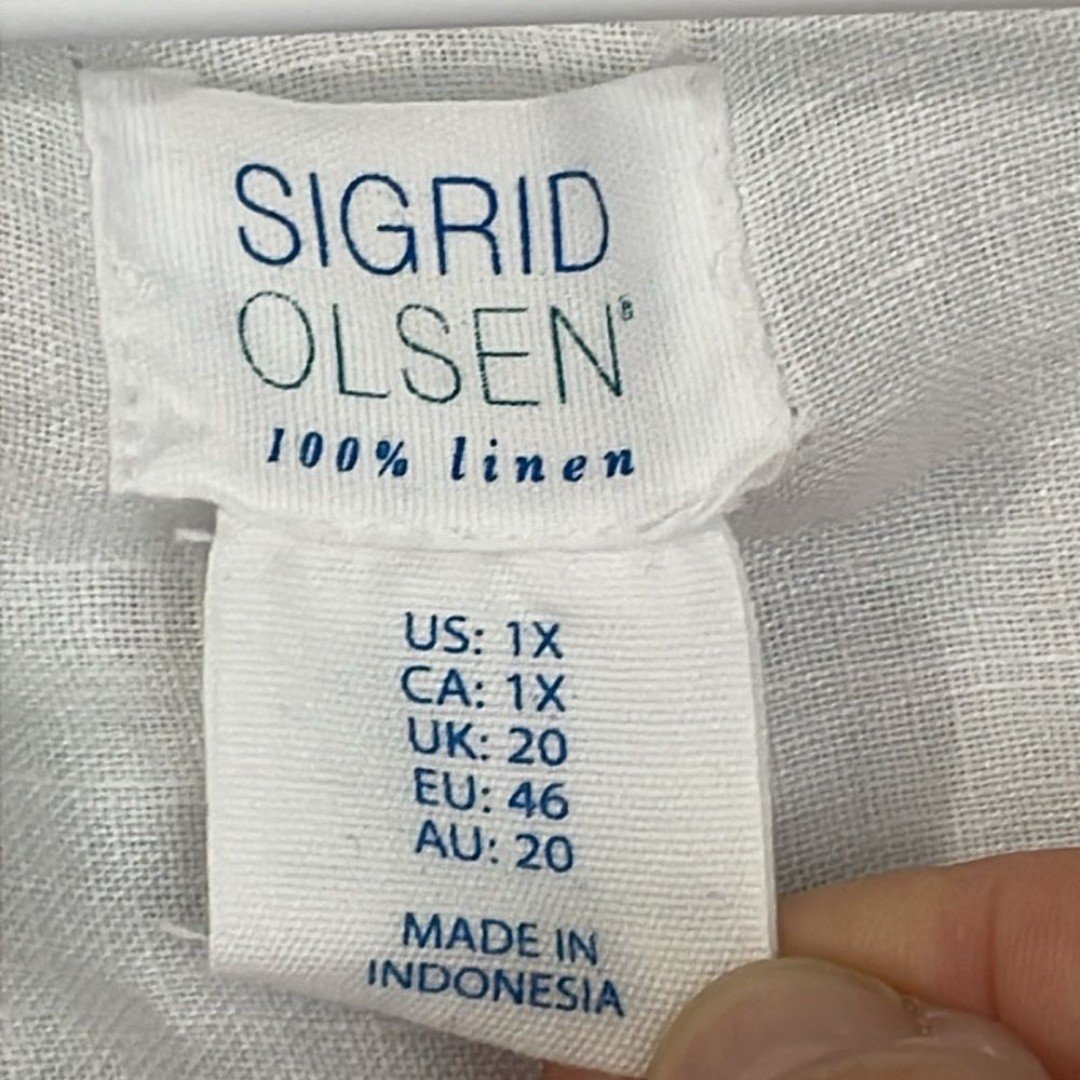 SIGRID
OLSEN®
100% linen
US: 1X
CA: 1X
UK: 20
EU: 46
AU: 20
MADE IN
INDONESIA